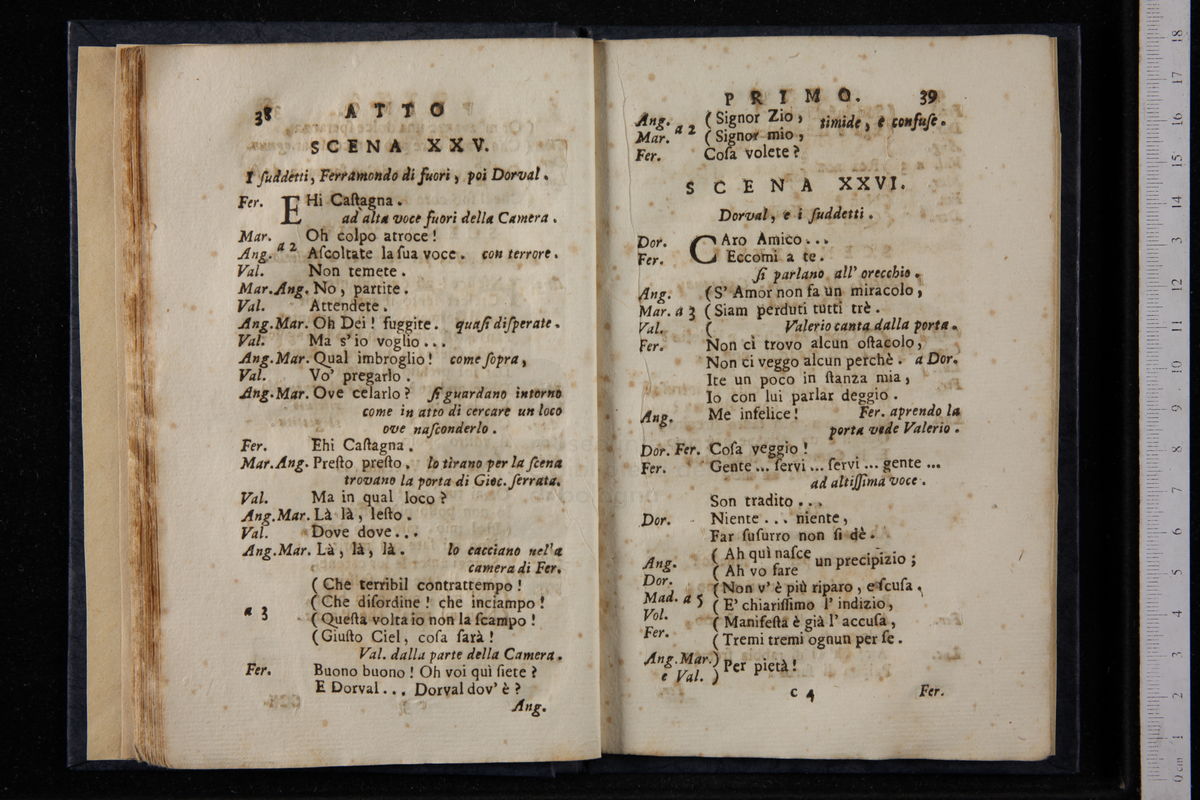 38 ATTO
SCENA XXV.
I ſuddetti, Ferramondo di fuori, poi Dorval.
Fer. EHi Caſtagna.
ad alta voce fuori della Camera.
Mar. Oh colpo atroce!
Ang. a 2 Aſcoltate la ſua voce. con terrore.
Val. Non temete.
Mar. Ang. No, partite.
Val. Attendete.
Ang. Mar. Oh Dei! fuggite. quaſi diſperate.
Val. Ma s'io voglio...
Ang. Mar. Qual imbroglio! come ſopra,
Val. Vo' pregarlo.
Ang. Mar. Ove celarlo? ſi guardano intorno
come in atto di cercare un loco
ove naſconderlo.
Fer. Ehi Caſtagna.
Mar. Ang. Preſto preſto. lo tirano per la ſcena
trovano la porta di Gioc. ſerrata.
Val. Ma in qual loco?
Ang. Mar. Là là, leſto.
Val. Dove dove...
Ang. Mar. Là, là, là. lo cacciano nel'a
camera di Fer.
(Che terribil contrattempo!
(Che diſordine! che inciampo!
a 3 (Queſta volta io non la ſcampo!
(Giuſto Ciel, coſa ſarà!
Val. dalla parte della Camera.
Fer. Buono buono! Oh voi quì ſiete?
E Dorval... Dorval dov' è?
Ang.
PRIMO. 39
Ang. a 2 (Signor Zio, timide, e confuſe.
Mar. (Signor mio,
Fer. Coſa volete?
SCENA XXVI.
Dorval, e i ſuddetti.
Dor. CAro Amico...
Fer. Eccomi a te.
ſi parlano all' orecchio.
Ang. (S' Amor non fa un miracolo,
Mar. a 3 (Siam perduti tutti trè.
Val. ( Valerio canta dalla porta.
Fer. Non ci trovo alcun oſtacolo,
Non ci veggo alcun perchè. a Dor.
Ite un poco in ſtanza mia,
Io con lui parlar deggio.
Ang. Me infelice! Fer. aprendo la
porta vede Valerio.
Dor. Fer. Coſa veggio!
Fer. Gente... ſervi... ſervi... gente...
ad altiſſima voce.
Son tradito...
Dor. Niente... niente,
Far ſuſurro non ſi dè.
Ang. (Ah quì naſce un precipizio;
Dor. (Ah vo fare
Mad. a 5 (Non v' è più riparo, e ſcuſa,
Vol. (E' chiariſſimo l' indizio,
Fer. (Manifeſta è già l' accuſa,
(Tremi tremi ognun per ſe.
Ang. Mar.) Per pietà!
e Val. )
C 4 Fer.